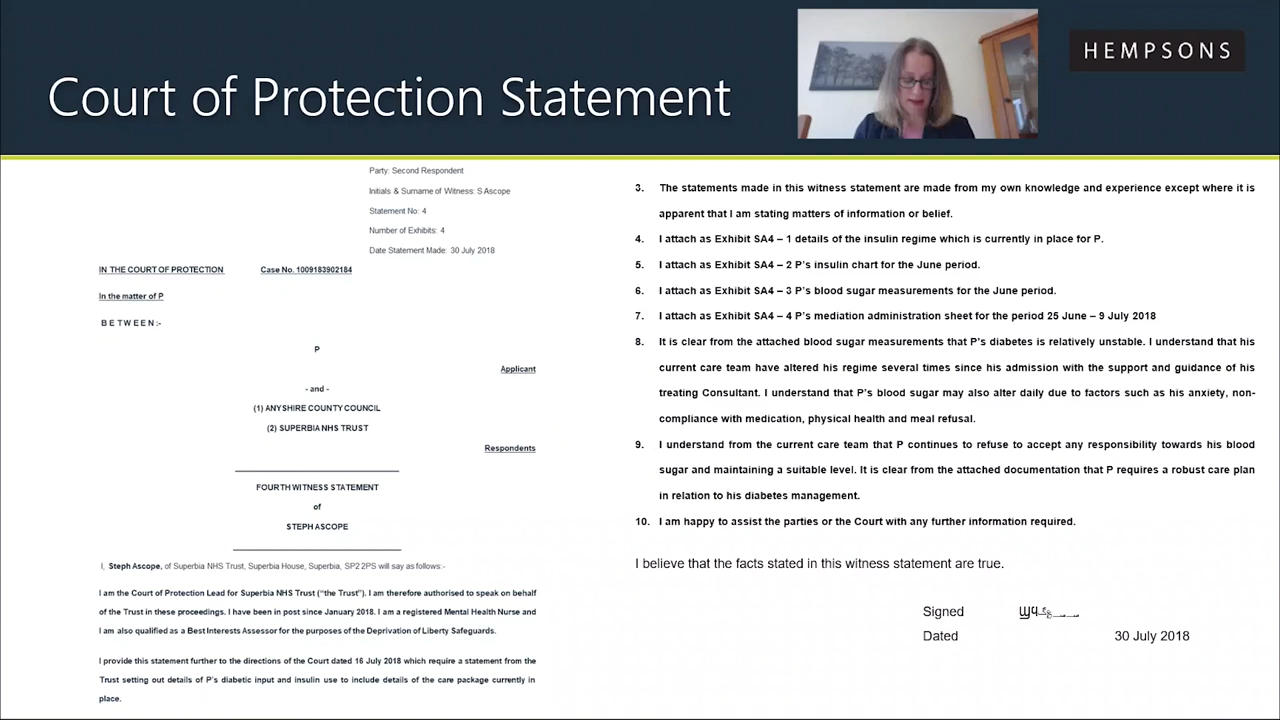 Court of Protection Statement
HEMPSONS
Party: Second Respondent
Initials & Surname of Witness: S Ascope
Statement No: 4
Number of Exhibits: 4
Date Statement Made: 30 July 2018
IN THE COURT OF PROTECTION Case No. 1009183902184
In the matter of P
B E T W E E N :-
P
Applicant
- and -
(1) ANYSHIRE COUNTY COUNCIL
(2) SUPERBIA NHS TRUST
Respondents
FOURTH WITNESS STATEMENT
of
STEPH ASCOPE
I, Steph Ascope, of Superbia NHS Trust, Superbia House, Superbia, SP2 2PS will say as follows:-
I am the Court of Protection Lead for Superbia NHS Trust ("the Trust"). I am therefore authorised to speak on behalf
of the Trust in these proceedings. I have been in post since January 2018. I am a registered Mental Health Nurse and
I am also qualified as a Best Interests Assessor for the purposes of the Deprivation of Liberty Safeguards.
I provide this statement further to the directions of the Court dated 16 July 2018 which require a statement from the
Trust setting out details of P's diabetic input and insulin use to include details of the care package currently in
place.
3. The statements made in this witness statement are made from my own knowledge and experience except where it is
apparent that I am stating matters of information or belief.
4. I attach as Exhibit SA4 – 1 details of the insulin regime which is currently in place for P.
5. I attach as Exhibit SA4 – 2 P's insulin chart for the June period.
6. I attach as Exhibit SA4 – 3 P's blood sugar measurements for the June period.
7. I attach as Exhibit SA4 – 4 P's mediation administration sheet for the period 25 June – 9 July 2018
8. It is clear from the attached blood sugar measurements that P's diabetes is relatively unstable. I understand that his
current care team have altered his regime several times since his admission with the support and guidance of his
treating Consultant. I understand that P's blood sugar may also alter daily due to factors such as his anxiety, non-
compliance with medication, physical health and meal refusal.
9. I understand from the current care team that P continues to refuse to accept any responsibility towards his blood
sugar and maintaining a suitable level. It is clear from the attached documentation that P requires a robust care plan
in relation to his diabetes management.
10. I am happy to assist the parties or the Court with any further information required.
I believe that the facts stated in this witness statement are true.
Signed
Dated 30 July 2018